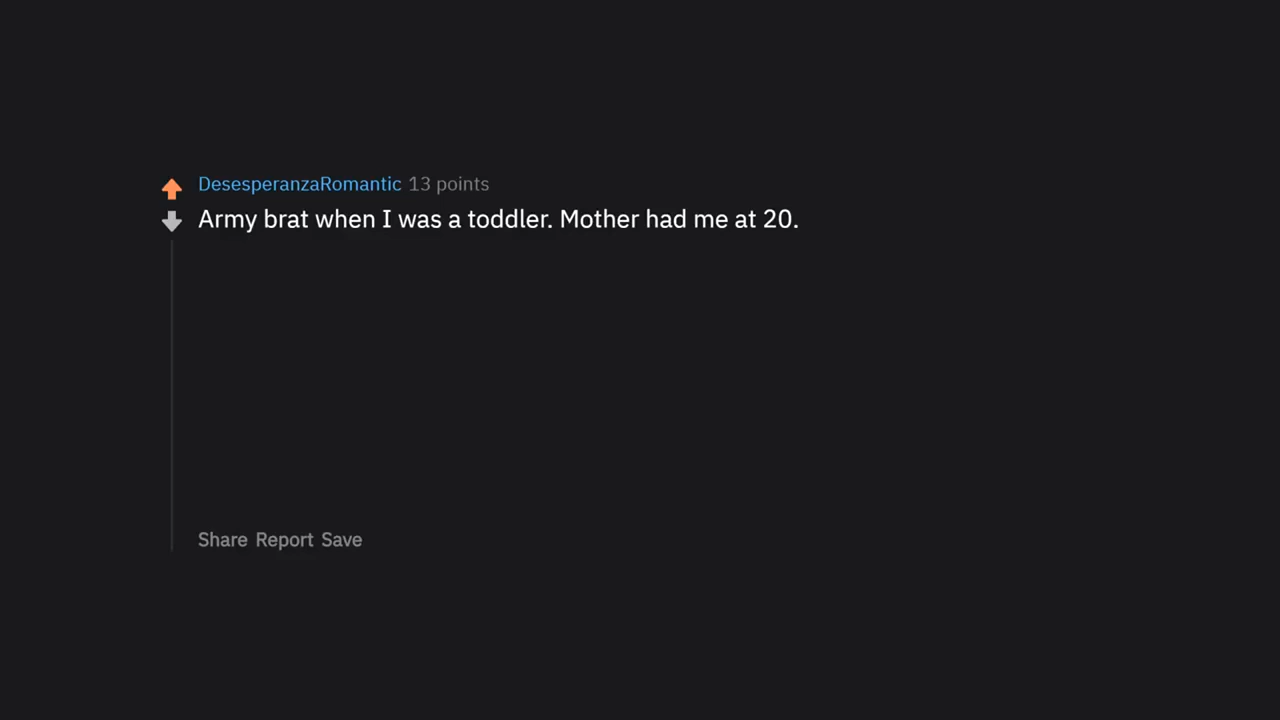 DesesperanzaRomantic 13 points
Army brat when I was a toddler. Mother had me at 20.
Share Report Save